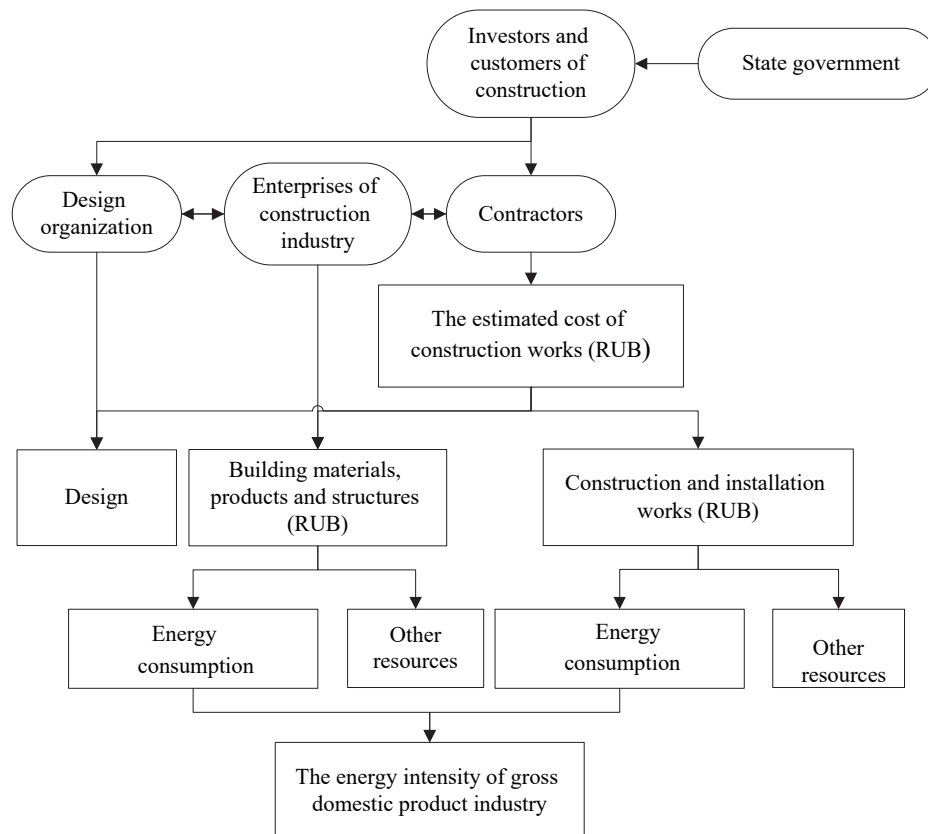 Investors and
customers of
construction
State government
Design
organization
Enterprises of
construction
industry
Contractors
The estimated cost of
construction works (RUB)
Design
Building materials,
products and structures
(RUB)
Construction and installation
works (RUB)
Energy
consumption
Other
resources
Energy
consumption
Other
resources
The energy intensity of gross
domestic product industry